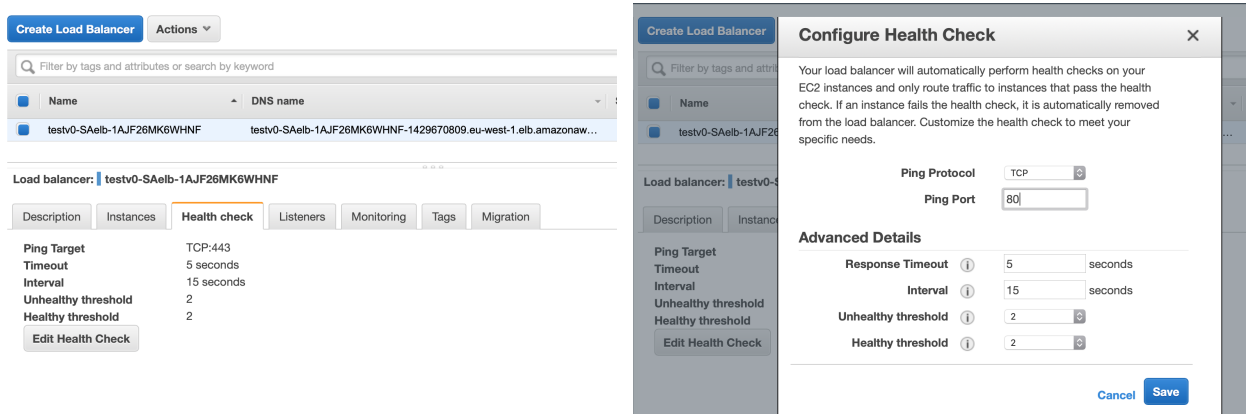 Create Load Balancer Actions
Filter by tags and attributes or search by keyword
Name DNS name
testv0-SAelb-1AJF26MK6WHNF testv0-SAelb-1AJF26MK6WHNF-1429670809.eu-west-1.elb.amazonaw...
Load balancer: testv0-SAelb-1AJF26MK6WHNF
Description Instances Health check Listeners Monitoring Tags Migration
Ping Target TCP:443
Timeout 5 seconds
Interval 15 seconds
Unhealthy threshold 2
Healthy threshold 2
Edit Health Check
Create Load Balancer
Filter by tags and attri
Name
testv0-SAelb-1AJF26
...
Load balancer: testv0-S
Description Instance
Ping Target
Timeout
Interval
Unhealthy threshold
Healthy threshold
Edit Health Check
Configure Health Check
Your load balancer will automatically perform health checks on your
EC2 instances and only route traffic to instances that pass the health
check. If an instance fails the health check, it is automatically removed
from the load balancer. Customize the health check to meet your
specific needs.
Ping Protocol TCP
Ping Port 80
Advanced Details
Response Timeout i 5 seconds
Interval i 15 seconds
Unhealthy threshold i 2
Healthy threshold i 2
Cancel Save